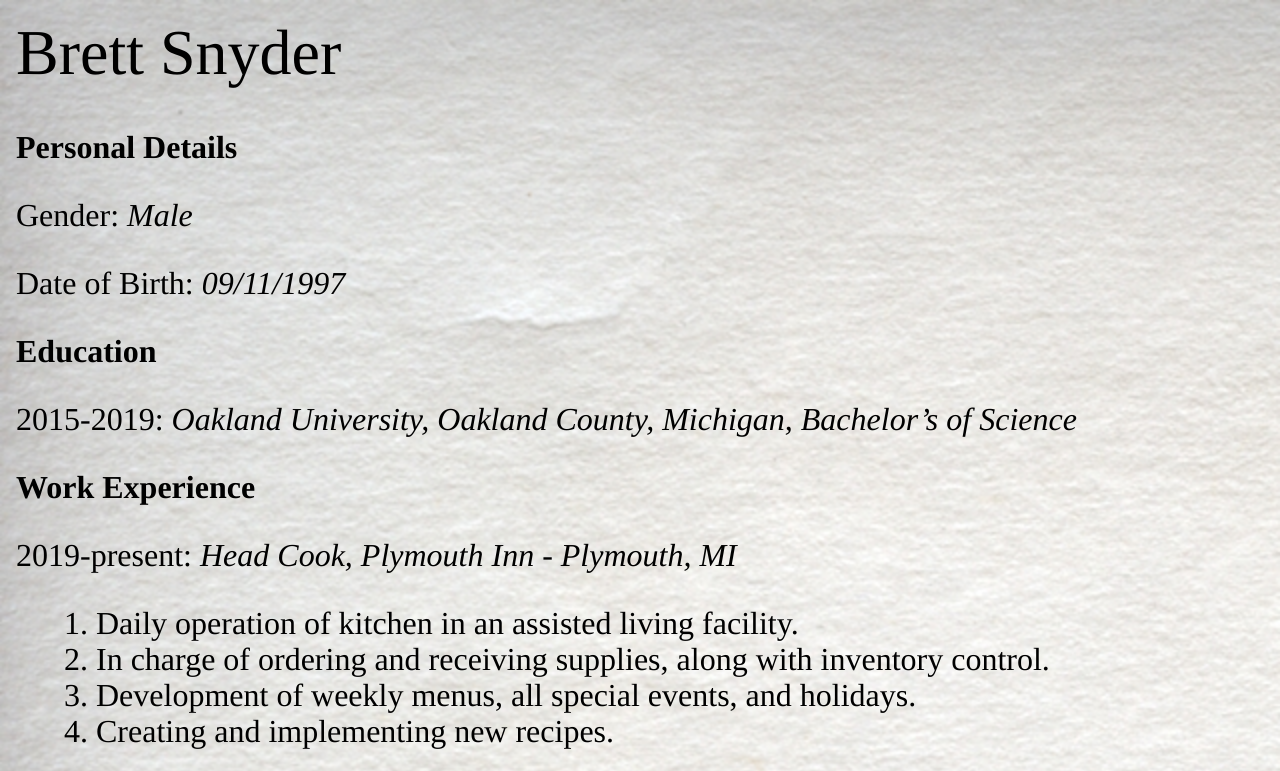 Brett Snyder
Personal Details
Gender: Male
Date of Birth: 09/11/1997
Education
2015-2019: Oakland University, Oakland County, Michigan, Bachelor’s of Science
Work Experience
2019-present: Head Cook, Plymouth Inn - Plymouth, MI
1. Daily operation of kitchen in an assisted living facility.
2. In charge of ordering and receiving supplies, along with inventory control.
3. Development of weekly menus, all special events, and holidays.
4. Creating and implementing new recipes.